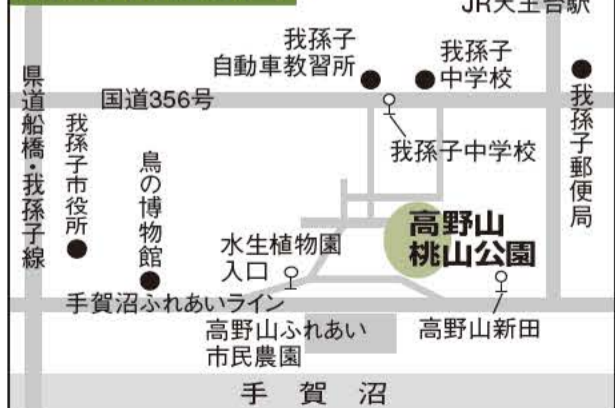 JR天王台駅
我孫子
自動車教習所
我孫子
中学校
国道356号
県道船橋・我孫子線
我孫子市役所
鳥の博物館
我孫子中学校
我孫子郵便局
高野山
桃山公園
水生植物園
入口
手賀沼ふれあいライン
高野山ふれあい
市民農園
高野山新田
手賀沼